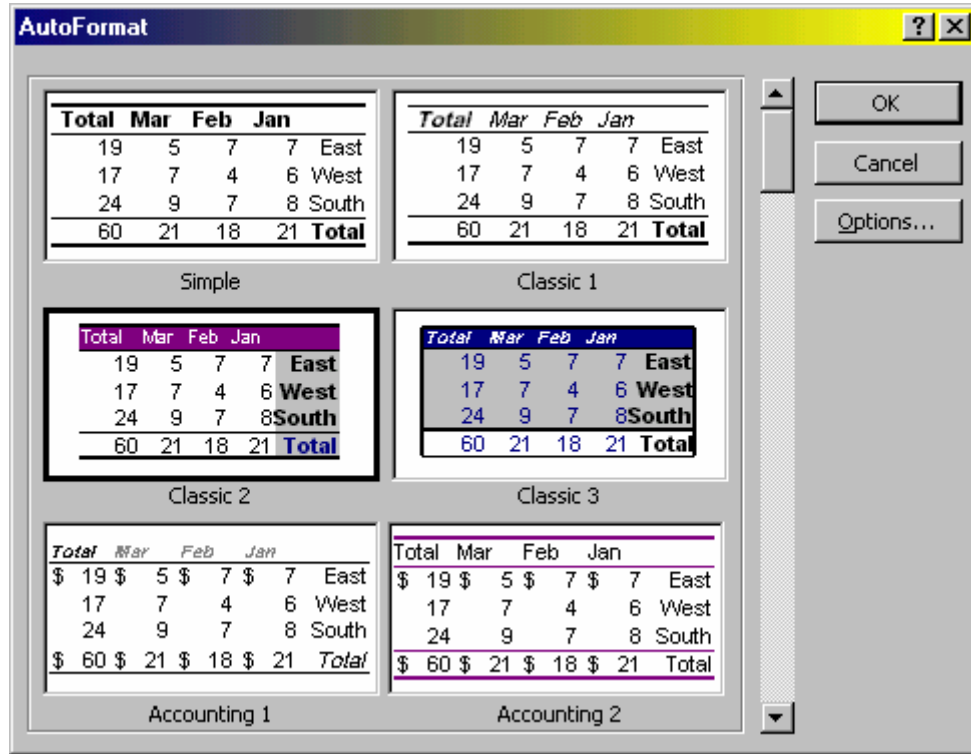 AutoFormat
Total Mar Feb Jan
19 5 7 7 East
17 7 4 6 West
24 9 7 8 South
60 21 18 21 Total
Simple
Total Mar Feb Jan
19 5 7 7 East
17 7 4 6 West
24 9 7 8 South
60 21 18 21 Total
Classic 1
Total Mar Feb Jan
19 5 7 7 East
17 7 4 6 West
24 9 7 8South
60 21 18 21 Total
Classic 2
Total Mar Feb Jan
19 5 7 7 East
17 7 4 6 West
24 9 7 8South
60 21 18 21 Total
Classic 3
Total Mar Feb Jan
$ 19 $ 5 $ 7 $ 7 East
17 7 4 6 West
24 9 7 8 South
$ 60 $ 21 $ 18 $ 21 Total
Accounting 1
Total Mar Feb Jan
$ 19 $ 5 $ 7 $ 7 East
17 7 4 6 West
24 9 7 8 South
$ 60 $ 21 $ 18 $ 21 Total
Accounting 2
OK
Cancel
Options...